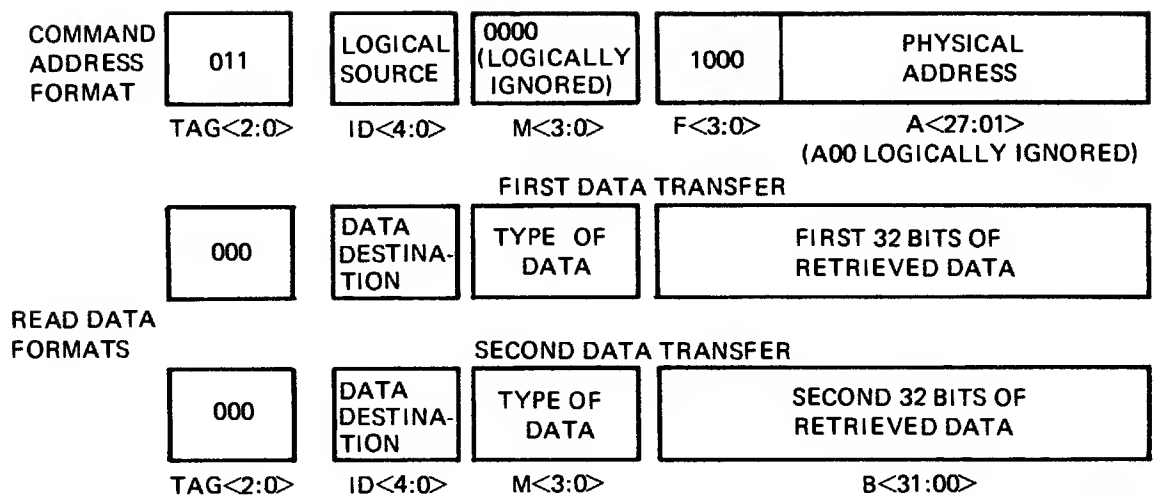 COMMAND
ADDRESS
FORMAT
011
LOGICAL
SOURCE
0000
(LOGICALLY
IGNORED)
1000
PHYSICAL
ADDRESS
TAG<2:0>
ID<4:0>
M<3:0>
F<3:0>
A<27:01>
(A00 LOGICALLY IGNORED)
FIRST DATA TRANSFER
000
DATA
DESTINA-
TION
TYPE OF
DATA
FIRST 32 BITS OF
RETRIEVED DATA
READ DATA
FORMATS
SECOND DATA TRANSFER
000
DATA
DESTINA-
TION
TYPE OF
DATA
SECOND 32 BITS OF
RETRIEVED DATA
TAG<2:0>
ID<4:0>
M<3:0>
B<31:00>